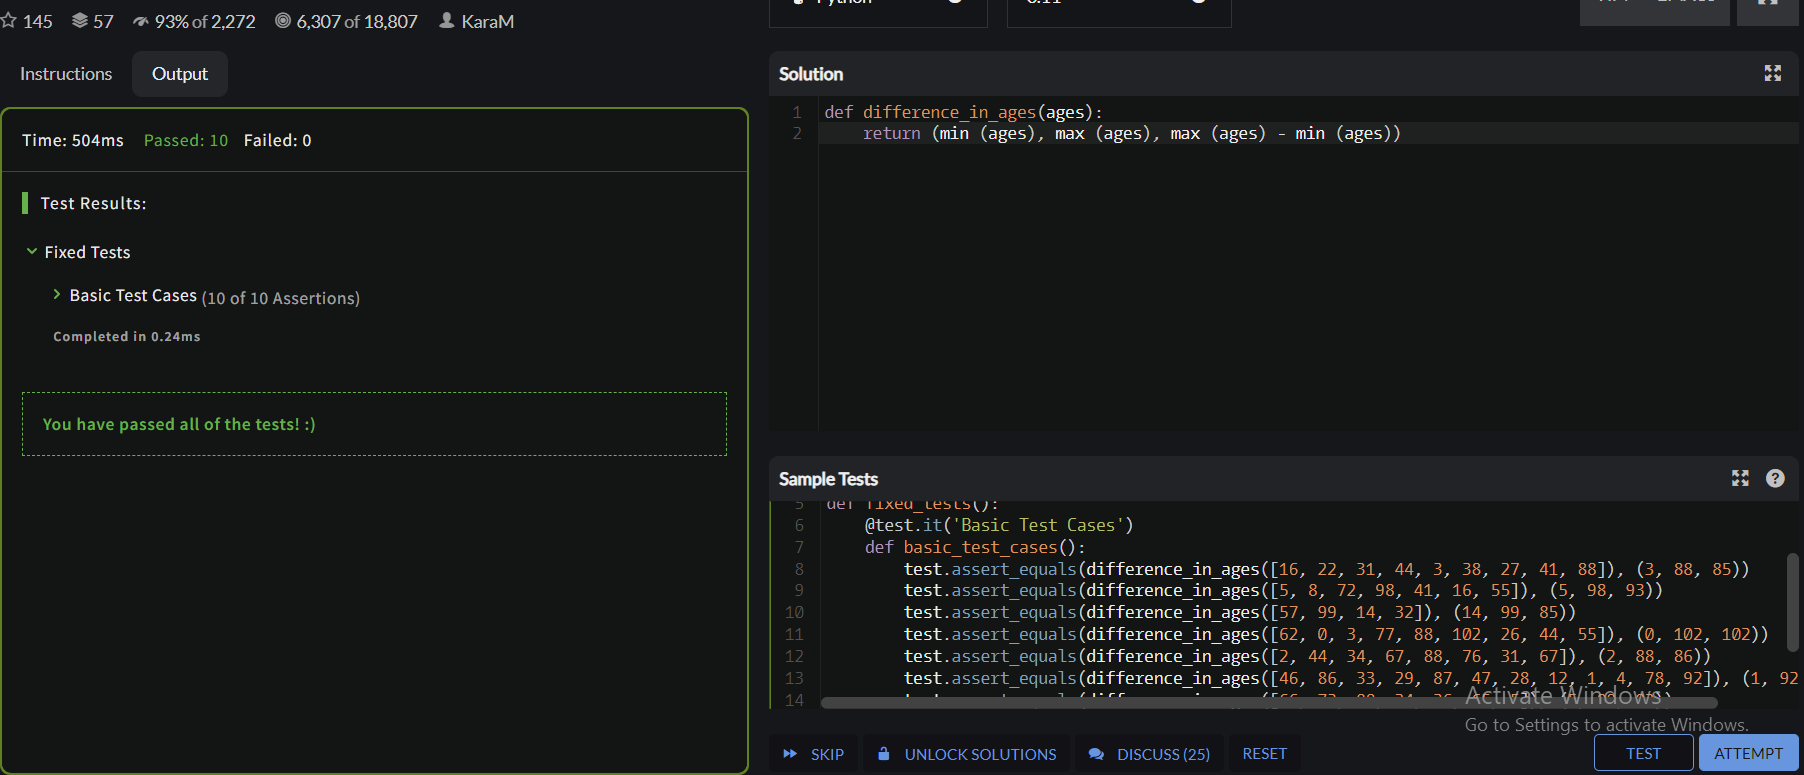 145 57 93% of 2,272 6,307 of 18,807 KaraM
Instructions Output
Time: 504ms Passed: 10 Failed: 0
Test Results:
Fixed Tests
Basic Test Cases (10 of 10 Assertions)
Completed in 0.24ms
You have passed all of the tests! :)
Python
Solution
1 def difference_in_ages(ages):
2 return (min (ages), max (ages), max (ages) - min (ages))
Sample Tests
5 def fixed_tests():
6 @test.it('Basic Test Cases')
7 def basic_test_cases():
8 test.assert_equals(difference_in_ages([16, 22, 31, 44, 3, 38, 27, 41, 88]), (3, 88, 85))
9 test.assert_equals(difference_in_ages([5, 8, 72, 98, 41, 16, 55]), (5, 98, 93))
10 test.assert_equals(difference_in_ages([57, 99, 14, 32]), (14, 99, 85))
11 test.assert_equals(difference_in_ages([62, 0, 3, 77, 88, 102, 26, 44, 55]), (0, 102, 102))
12 test.assert_equals(difference_in_ages([2, 44, 34, 67, 88, 76, 31, 67]), (2, 88, 86))
13 test.assert_equals(difference_in_ages([46, 86, 33, 29, 87, 47, 28, 12, 1, 4, 78, 92]), (1, 92
14
Activate Windows
Go to Settings to activate Windows.
SKIP UNLOCK SOLUTIONS DISCUSS (25) RESET TEST ATTEMPT